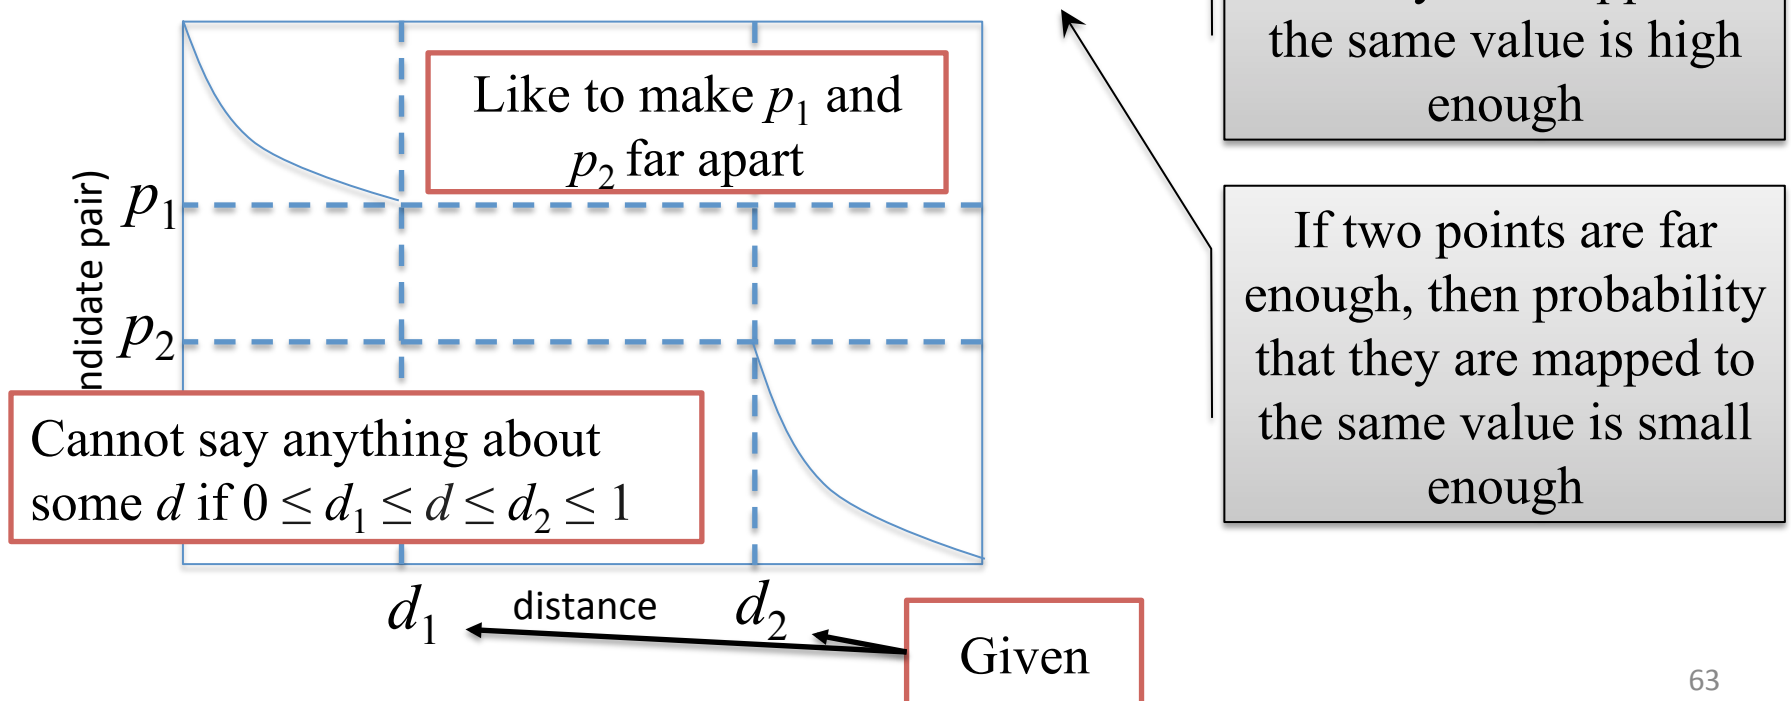 the same value is high
enough
Like to make p₁ and
p₂ far apart
pair)
p₁
p₂
Cannot say anything about
some d if 0 ≤ d₁ ≤ d ≤ d₂ ≤ 1
d₁
distance
d₂
Given
If two points are far
enough, then probability
that they are mapped to
the same value is small
enough
63